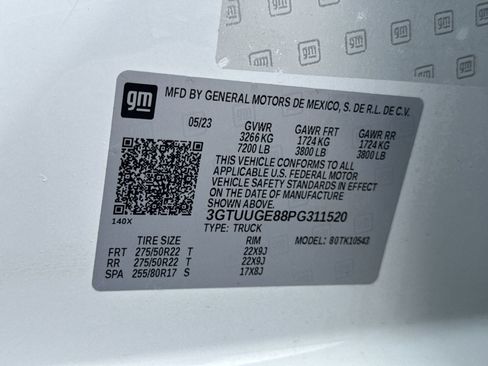 gm
MFD BY GENERAL MOTORS DE MEXICO, S. DE R.L. DE C.V.
05/23 GVWR GAWR FRT GAWR RR
3266 KG 1724 KG 1724 KG
7200 LB 3800 LB 3800 LB
THIS VEHICLE CONFORMS TO ALL
APPLICABLE U.S. FEDERAL MOTOR
VEHICLE SAFETY STANDARDS IN EFFECT
ON THE DATE OF MANUFACTURE
SHOWN ABOVE.
3GTUUGE88PG311520
140X TYPE: TRUCK
TIRE SIZE RIM MODEL: 80TK10543
FRT 275/50R22 T 22X9J
RR 275/50R22 T 22X9J
SPA 255/80R17 S 17X8J